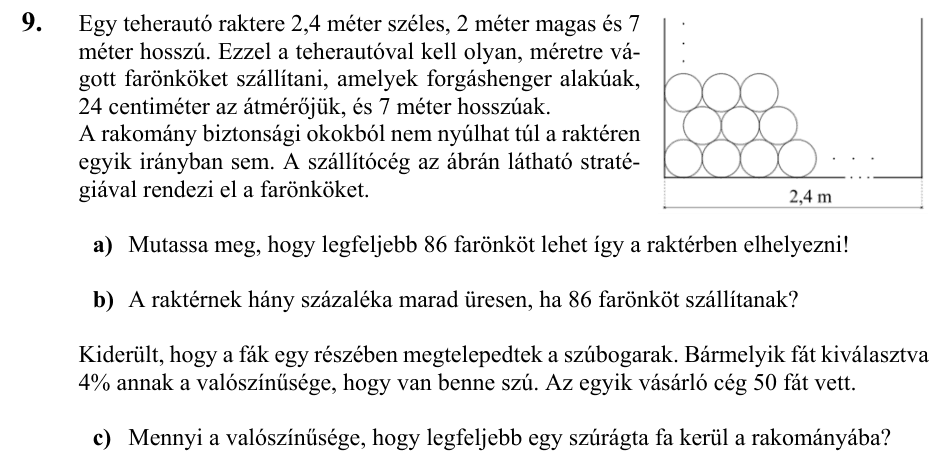 9. Egy teherautó raktere 2,4 méter széles, 2 méter magas és 7
méter hosszú. Ezzel a teherautóval kell olyan, méretre vá-
gott farönköket szállítani, amelyek forgáshenger alakúak,
24 centiméter az átmérőjük, és 7 méter hosszúak.
A rakomány biztonsági okokból nem nyúlhat túl a raktéren
egyik irányban sem. A szállítócég az ábrán látható straté-
giával rendezi el a farönköket.
2,4 m
a) Mutassa meg, hogy legfeljebb 86 farönköt lehet így a raktérben elhelyezni!
b) A raktérnek hány százaléka marad üresen, ha 86 farönköt szállítanak?
Kiderült, hogy a fák egy részében megtelepedtek a szúbogarak. Bármelyik fát kiválasztva
4% annak a valószínűsége, hogy van benne szú. Az egyik vásárló cég 50 fát vett.
c) Mennyi a valószínűsége, hogy legfeljebb egy szúrágta fa kerül a rakományába?